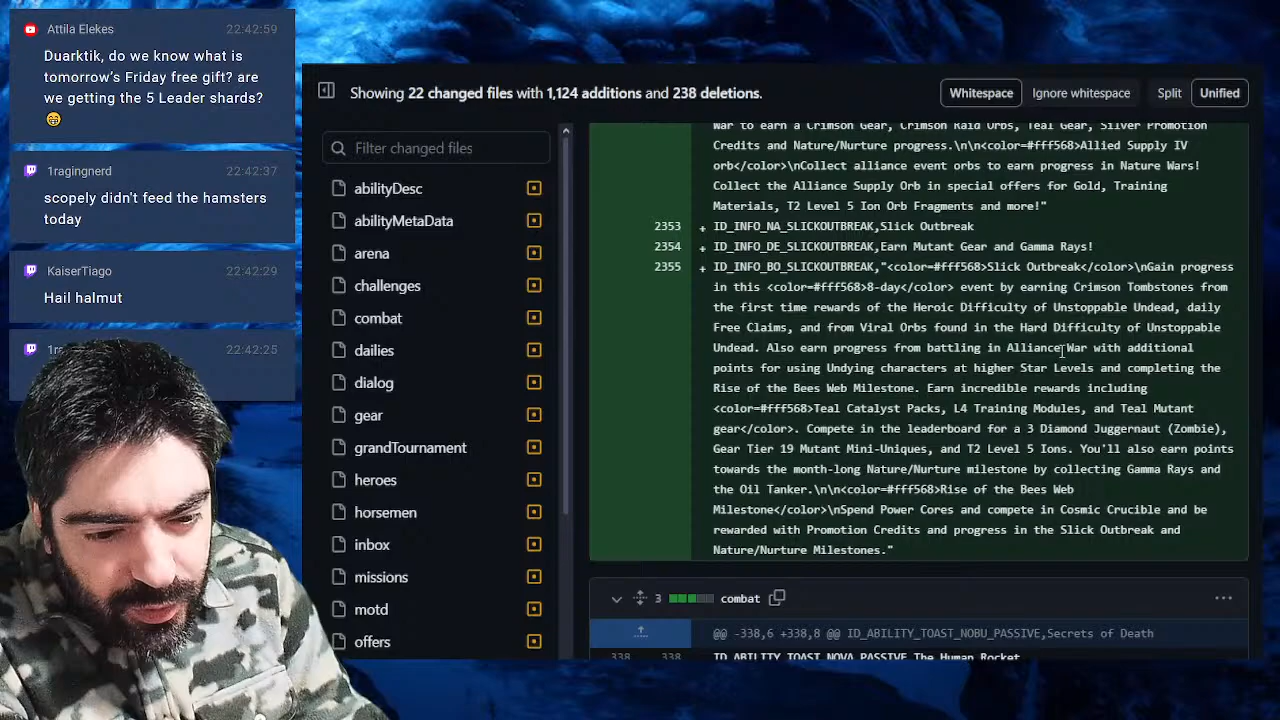 Attila Elekes 22:42:59
Duarktik, do we know what is
tomorrow's Friday free gift? are
we getting the 5 Leader shards?
😁
1ragingnerd 22:42:37
scopely didn't feed the hamsters
today
KaiserTiago 22:42:29
Hail halmut
22:42:25
Showing 22 changed files with 1,124 additions and 238 deletions.
Whitespace Ignore whitespace Split Unified
Filter changed files
abilityDesc
abilityMetaData
arena
challenges
combat
dailies
dialog
gear
grandTournament
heroes
horsemen
inbox
missions
motd
offers
War to earn a Crimson Gear, Crimson Raid Orbs, Teal Gear, Silver Promotion
Credits and Nature/Nurture progress.\n\n<color=#fff568>Allied Supply IV
orb</color>\nCollect alliance event orbs to earn progress in Nature Wars!
Collect the Alliance Supply Orb in special offers for Gold, Training
Materials, T2 Level 5 Ion Orb Fragments and more!"
2353 + ID_INFO_NA_SLICKOUTBREAK,Slick Outbreak
2354 + ID_INFO_DE_SLICKOUTBREAK,Earn Mutant Gear and Gamma Rays!
2355 + ID_INFO_BO_SLICKOUTBREAK,"<color=#fff568>Slick Outbreak</color>\nGain progress
in this <color=#fff568>8-day</color> event by earning Crimson Tombstones from
the first time rewards of the Heroic Difficulty of Unstoppable Undead, daily
Free Claims, and from Viral Orbs found in the Hard Difficulty of Unstoppable
Undead. Also earn progress from battling in Alliance War with additional
points for using Undying characters at higher Star Levels and completing the
Rise of the Bees Web Milestone. Earn incredible rewards including
<color=#fff568>Teal Catalyst Packs, L4 Training Modules, and Teal Mutant
gear</color>. Compete in the leaderboard for a 3 Diamond Juggernaut (Zombie),
Gear Tier 19 Mutant Mini-Uniques, and T2 Level 5 Ions. You'll also earn points
towards the month-long Nature/Nurture milestone by collecting Gamma Rays and
the Oil Tanker.\n\n<color=#fff568>Rise of the Bees Web
Milestone</color>\nSpend Power Cores and compete in Cosmic Crucible and be
rewarded with Promotion Credits and progress in the Slick Outbreak and
Nature/Nurture Milestones."
3 combat
@@ -338,6 +338,8 @@ ID_ABILITY_TOAST_NOBU_PASSIVE,Secrets of Death
338 338 ID_ABILITY_TOAST_NOVA_PASSIVE,The Human Rocket